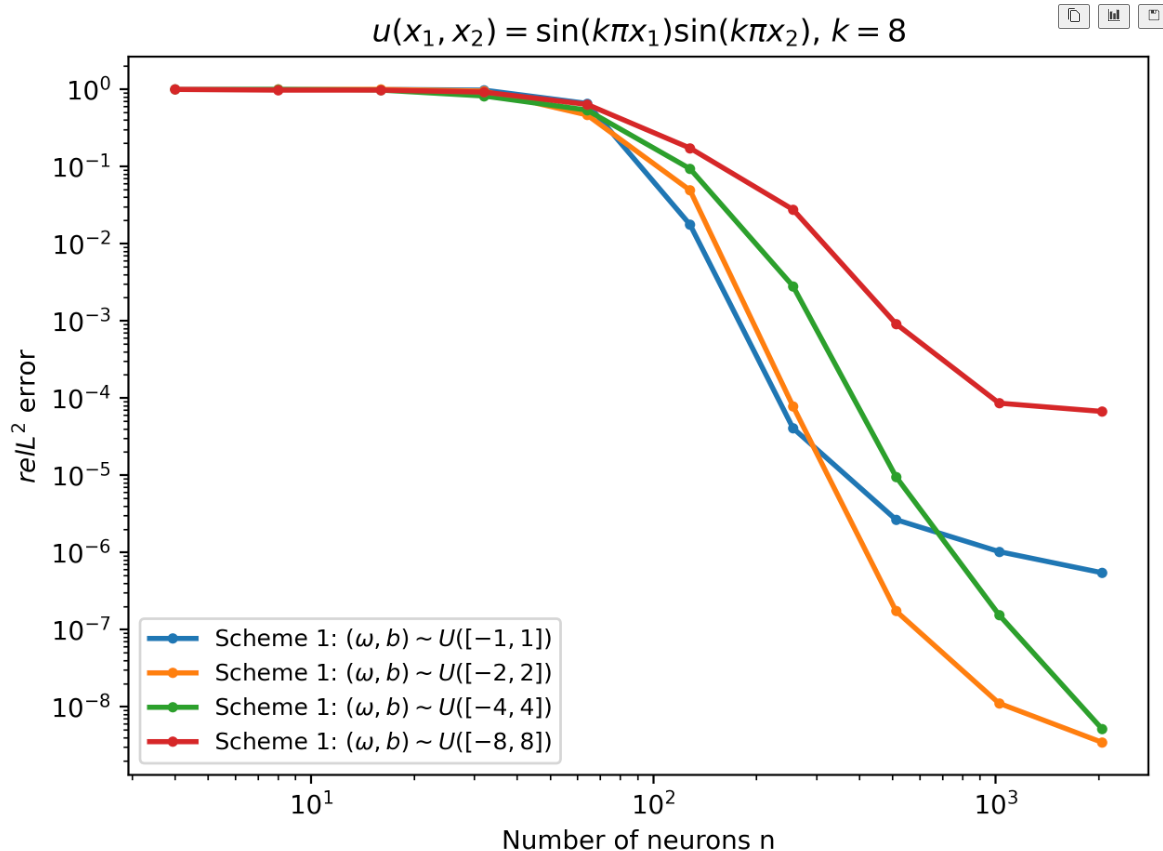 u(x₁, x₂) = sin(kπx₁)sin(kπx₂), k = 8
10⁰
10⁻¹
10⁻²
10⁻³
10⁻⁴
10⁻⁵
10⁻⁶
10⁻⁷
10⁻⁸
relL² error
Scheme 1: (ω, b) ~ U([−1, 1])
Scheme 1: (ω, b) ~ U([−2, 2])
Scheme 1: (ω, b) ~ U([−4, 4])
Scheme 1: (ω, b) ~ U([−8, 8])
10¹ 10² 10³
Number of neurons n